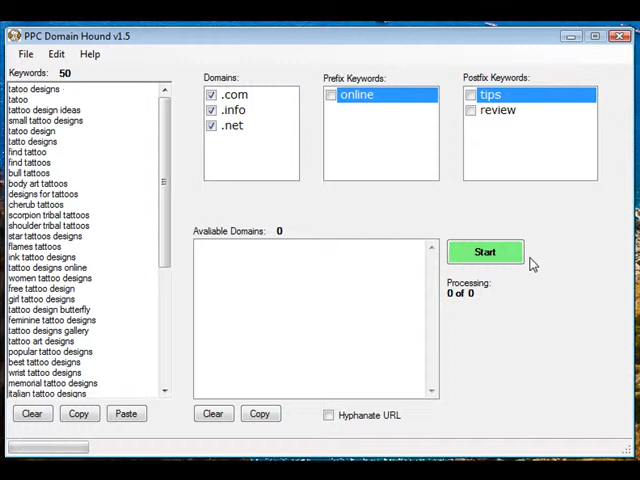 PPC Domain Hound v1.5
File Edit Help
Keywords: 50
tatoo designs
tatoo
tattoo design ideas
small tattoo designs
tatoo design
tatto designs
find tattoo
find tattoos
bull tattoos
body art tattoos
designs for tattoos
cherub tattoos
scorpion tribal tattoos
shoulder tribal tattoos
star tattoo designs
flames tattoos
ink tattoo designs
tattoo designs online
women tattoo designs
free tattoo design
girl tattoo designs
tattoo design butterfly
feminine tattoo designs
tattoo designs gallery
tattoo art designs
popular tattoo designs
best tattoo designs
wrist tattoo designs
memorial tattoo designs
italian tattoo designs
Clear Copy Paste
Domains:
.com
.info
.net
Prefix Keywords:
online
Postfix Keywords:
tips
review
Avaliable Domains: 0
Start
Processing:
0 of 0
Clear Copy
Hyphanate URL